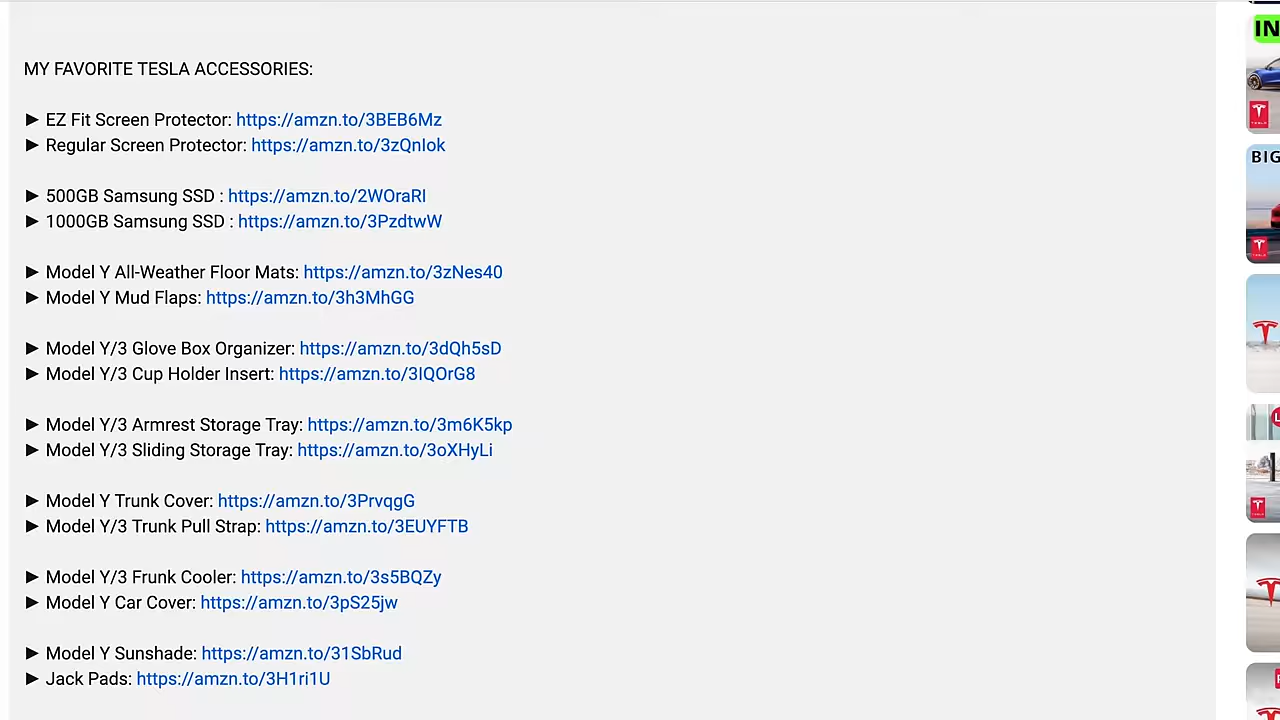 MY FAVORITE TESLA ACCESSORIES:
► EZ Fit Screen Protector: https://amzn.to/3BEB6Mz
► Regular Screen Protector: https://amzn.to/3zQnIok
► 500GB Samsung SSD : https://amzn.to/2WOraRI
► 1000GB Samsung SSD : https://amzn.to/3PzdtwW
► Model Y All-Weather Floor Mats: https://amzn.to/3zNes40
► Model Y Mud Flaps: https://amzn.to/3h3MhGG
► Model Y/3 Glove Box Organizer: https://amzn.to/3dQh5sD
► Model Y/3 Cup Holder Insert: https://amzn.to/3IQOrG8
► Model Y/3 Armrest Storage Tray: https://amzn.to/3m6K5kp
► Model Y/3 Sliding Storage Tray: https://amzn.to/3oXHyLi
► Model Y Trunk Cover: https://amzn.to/3PrvqgG
► Model Y/3 Trunk Pull Strap: https://amzn.to/3EUYFTB
► Model Y/3 Frunk Cooler: https://amzn.to/3s5BQZy
► Model Y Car Cover: https://amzn.to/3pS25jw
► Model Y Sunshade: https://amzn.to/31SbRud
► Jack Pads: https://amzn.to/3H1ri1U
IN
BIG